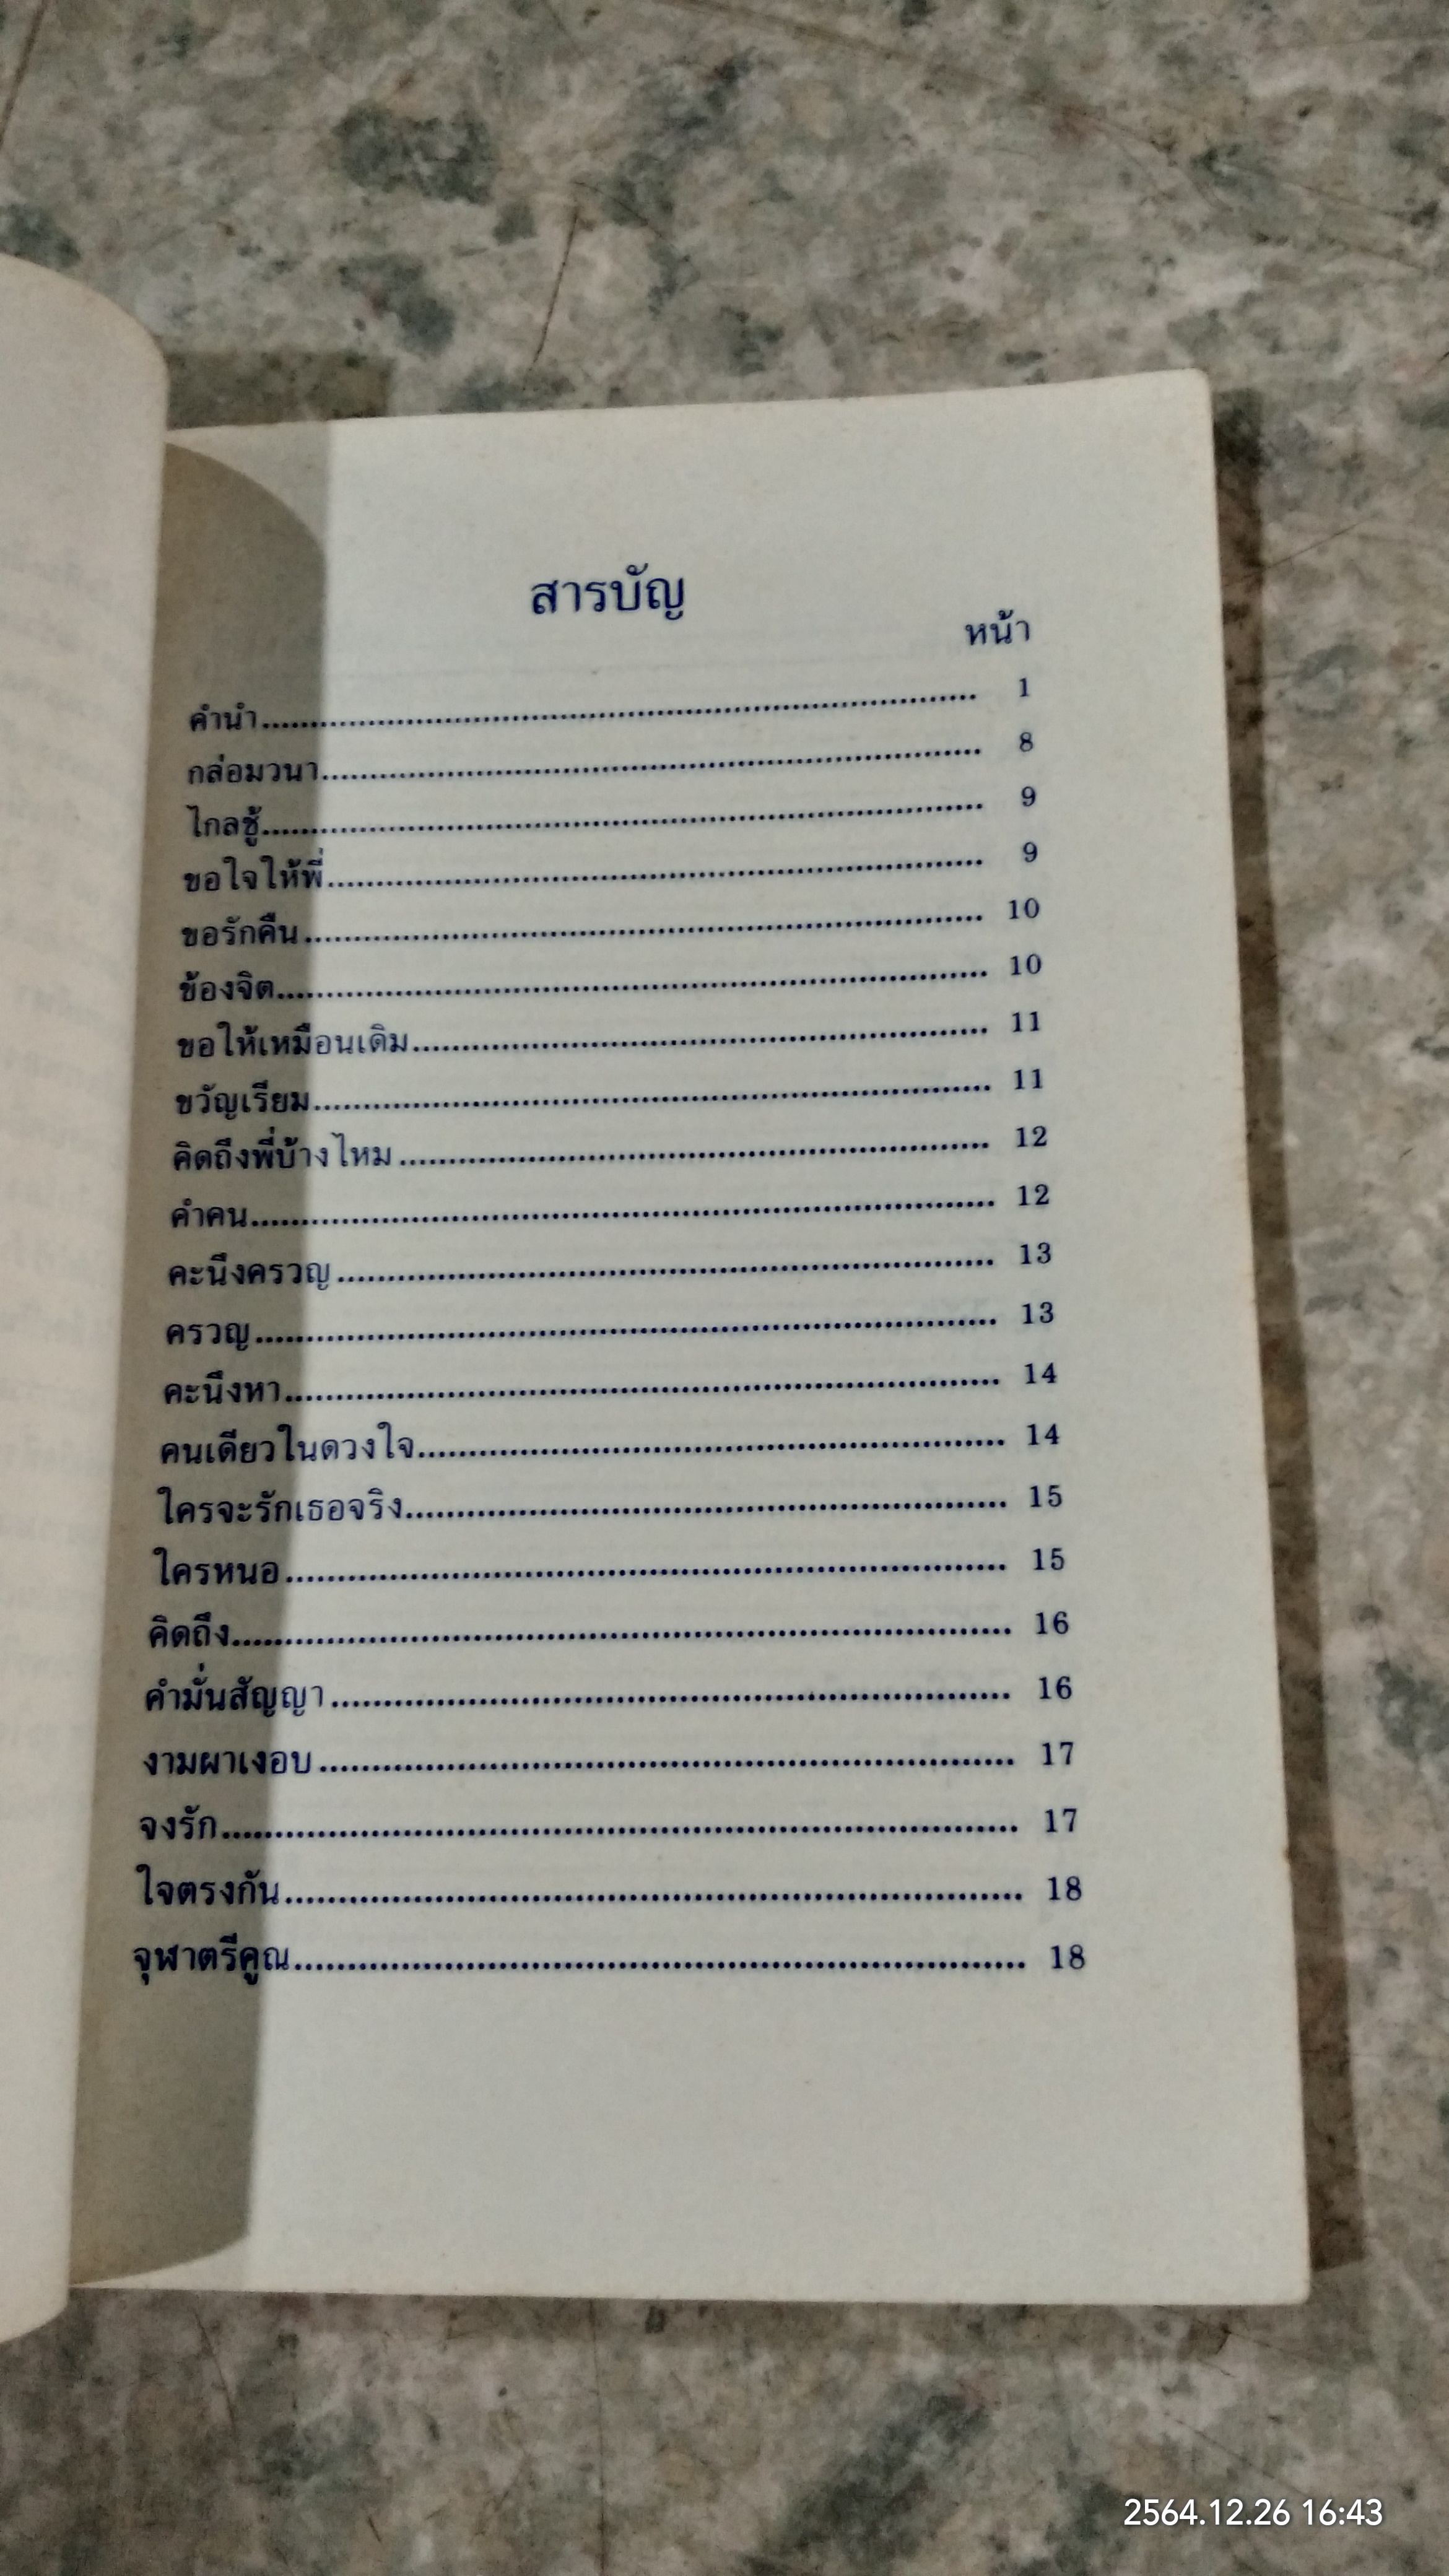 สารบัญ
หน้า
คำนำ........................................ 1
กล่อมวนา........................................ 8
ไกลชู้........................................ 9
ขอใจให้พี่........................................ 9
ขอรักคืน........................................ 10
ข้องจิต........................................ 10
ขอให้เหมือนเดิม........................................ 11
ขวัญเรียม........................................ 11
คิดถึงพี่บ้างไหม........................................ 12
คำคน........................................ 12
คะนึงครวญ........................................ 13
ครวญ........................................ 13
คะนึงหา........................................ 14
คนเดียวในดวงใจ........................................ 14
ใครจะรักเธอจริง........................................ 15
ใครหนอ........................................ 15
คิดถึง........................................ 16
คำมั่นสัญญา........................................ 16
งามผาเงอบ........................................ 17
จงรัก........................................ 17
ใจตรงกัน........................................ 18
จุฬาตรีคูณ........................................ 18
2564.12.26 16:43